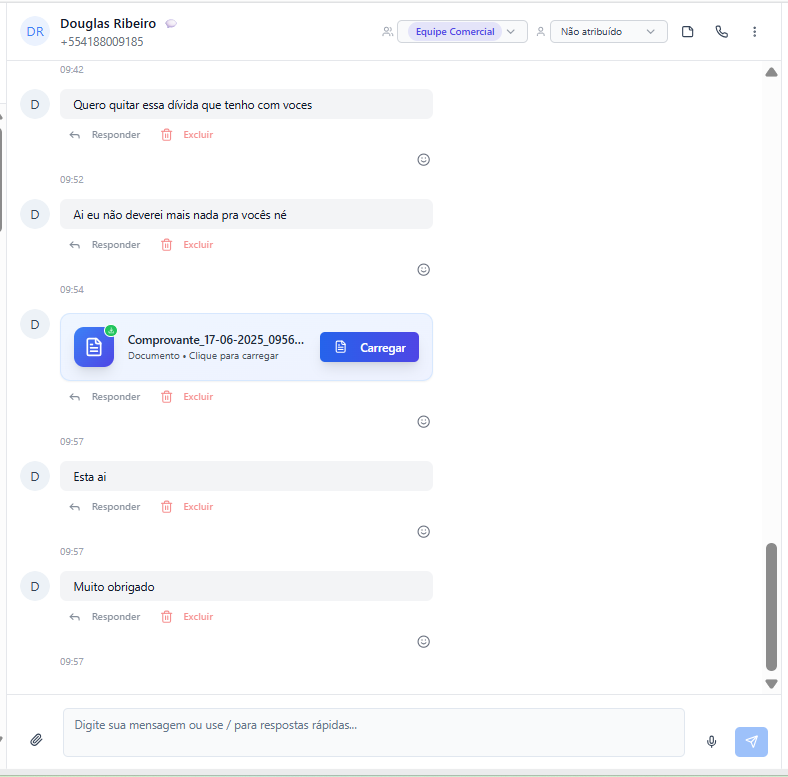 DR
Douglas Ribeiro
+554188009185
Equipe Comercial
Não atribuído
09:42
D
Quero quitar essa dívida que tenho com voces
Responder Excluir
09:52
D
Ai eu não deverei mais nada pra vocês né
Responder Excluir
09:54
D
Comprovante_17-06-2025_0956...
Documento • Clique para carregar
Carregar
Responder Excluir
09:57
D
Esta ai
Responder Excluir
09:57
D
Muito obrigado
Responder Excluir
09:57
Digite sua mensagem ou use / para respostas rápidas...